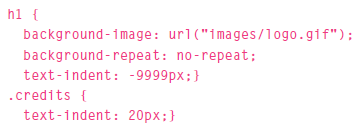 h1 {
  background-image: url("images/logo.gif");
  background-repeat: no-repeat;
  text-indent: -9999px;}
.credits {
  text-indent: 20px;}